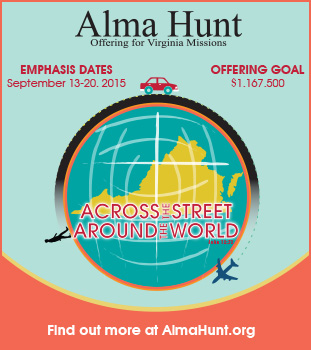 Alma Hunt
Offering for Virginia Missions
EMPHASIS DATES
September 13-20. 2015
OFFERING GOAL
$1.167.500
ACROSS THE STREET
AROUND THE WORLD
Find out more at AlmaHunt.org